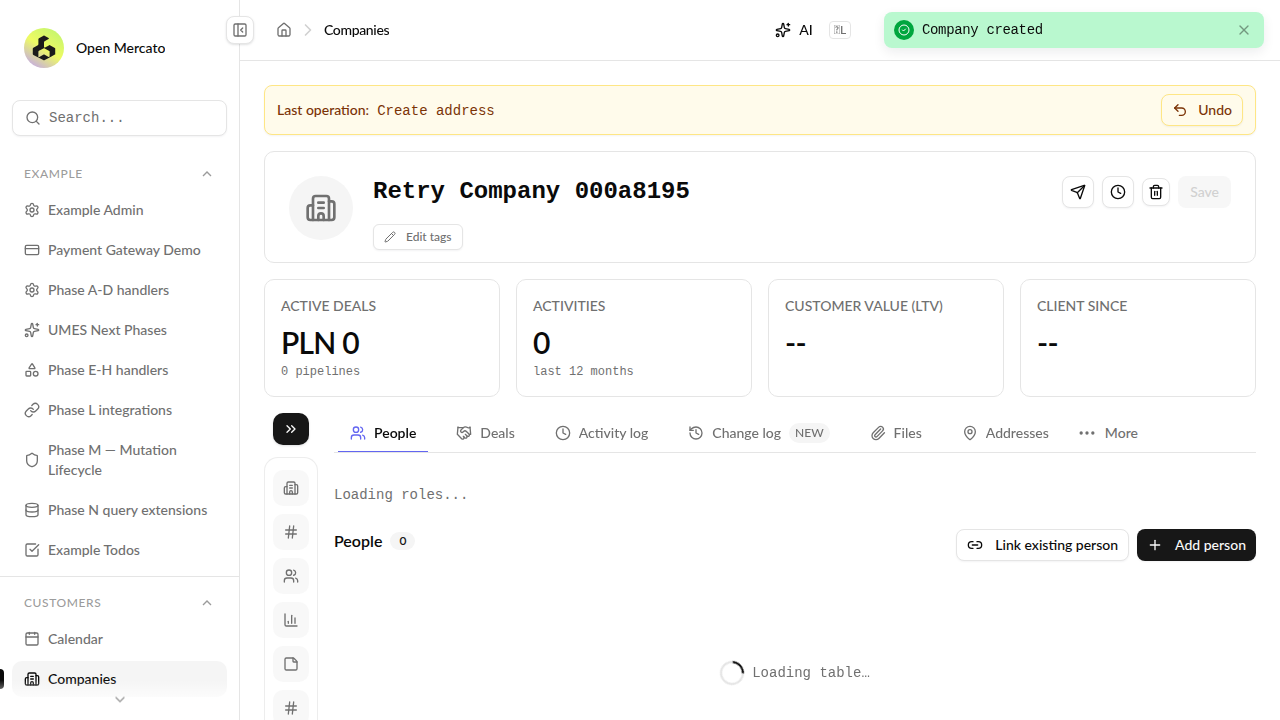 Open Mercato
Search...
EXAMPLE
Example Admin
Payment Gateway Demo
Phase A-D handlers
UMES Next Phases
Phase E-H handlers
Phase L integrations
Phase M — Mutation
Lifecycle
Phase N query extensions
Example Todos
CUSTOMERS
Calendar
Companies
Companies
AI
L
Company created
Last operation: Create address
Undo
Retry Company 000a8195
Edit tags
Save
ACTIVE DEALS
PLN 0
0 pipelines
ACTIVITIES
0
last 12 months
CUSTOMER VALUE (LTV)
--
CLIENT SINCE
--
People
Deals
Activity log
Change log NEW
Files
Addresses
More
Loading roles...
People 0
Link existing person
Add person
Loading table…